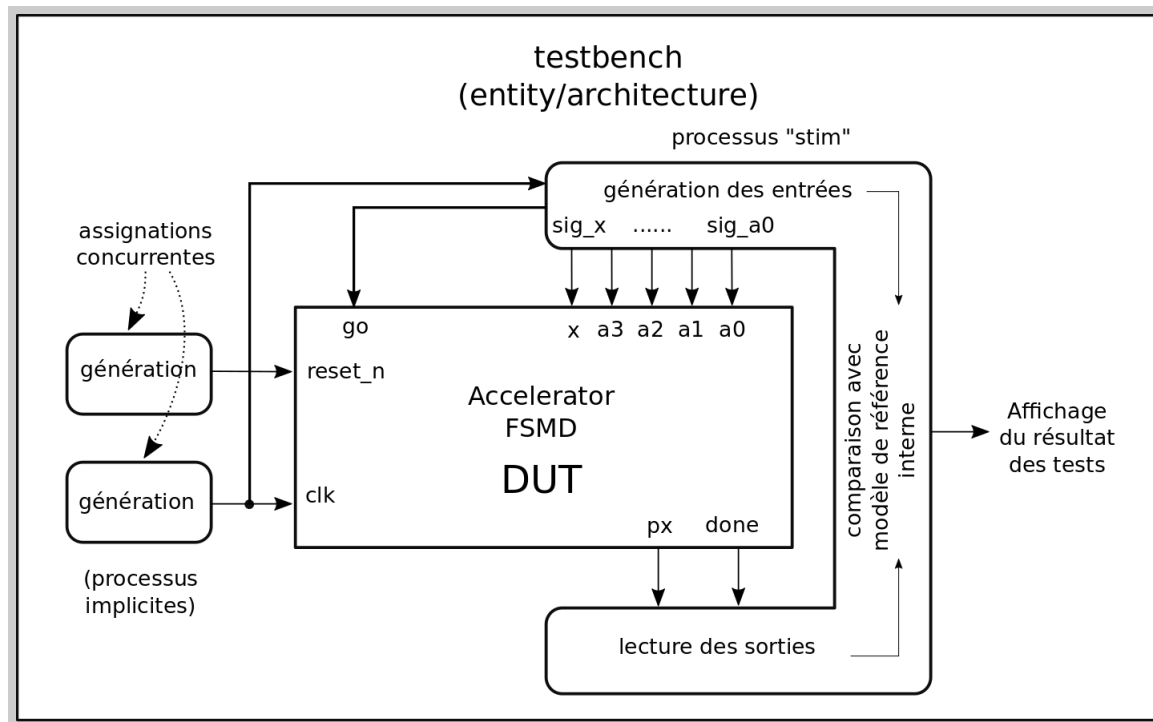 testbench
(entity/architecture)
processus "stim"
génération des entrées
sig_x ...... sig_a0
assignations
concurrentes
go
x a3 a2 a1 a0
génération
reset_n
Accelerator
FSMD
DUT
génération
clk
px done
(processus
implicites)
lecture des sorties
comparaison avec
modèle de référence
interne
Affichage
du résultat
des tests